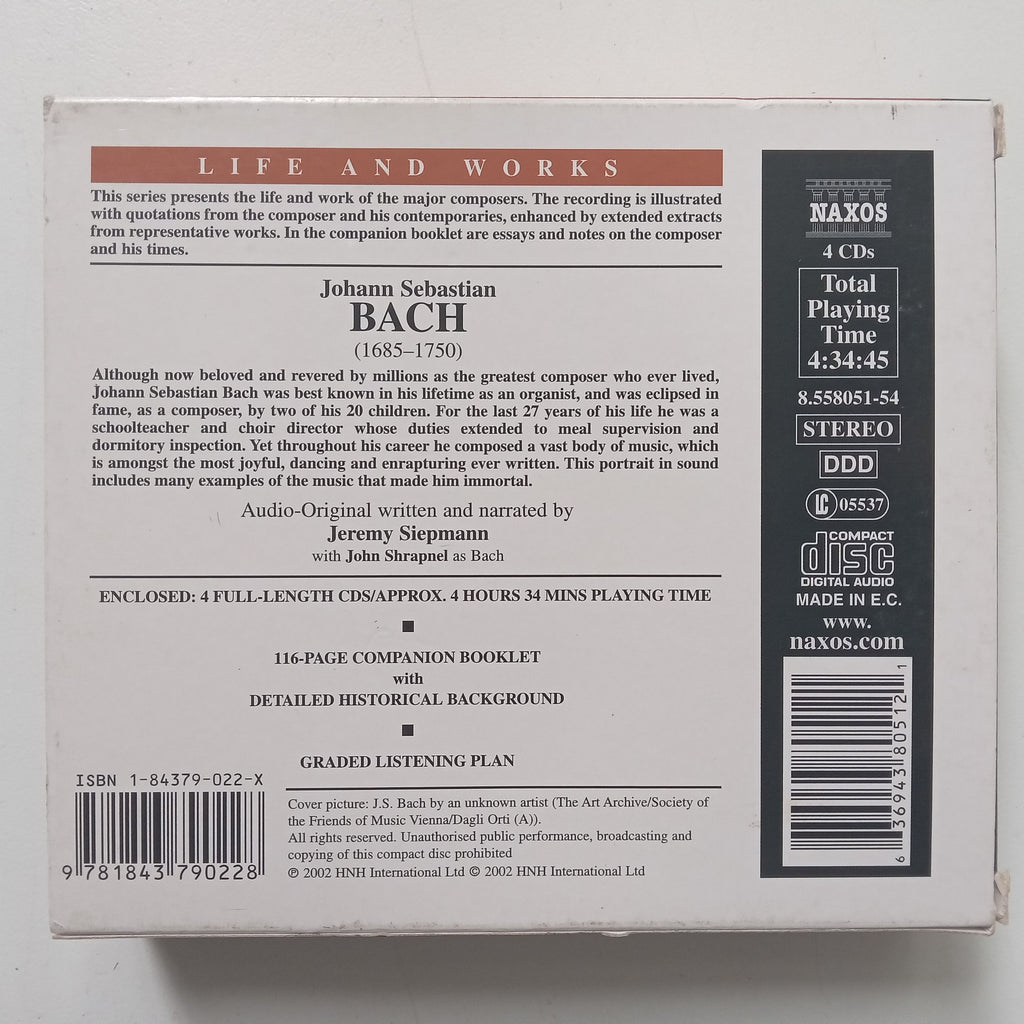 LIFE AND WORKS
This series presents the life and work of the major composers. The recording is illustrated
with quotations from the composer and his contemporaries, enhanced by extended extracts
from representative works. In the companion booklet are essays and notes on the composer
and his times.
Johann Sebastian
BACH
(1685–1750)
Although now beloved and revered by millions as the greatest composer who ever lived,
Johann Sebastian Bach was best known in his lifetime as an organist, and was eclipsed in
fame, as a composer, by two of his 20 children. For the last 27 years of his life he was a
schoolteacher and choir director whose duties extended to meal supervision and
dormitory inspection. Yet throughout his career he composed a vast body of music, which
is amongst the most joyful, dancing and enrapturing ever written. This portrait in sound
includes many examples of the music that made him immortal.
Audio-Original written and narrated by
Jeremy Siepmann
with John Shrapnel as Bach
ENCLOSED: 4 FULL-LENGTH CDS/APPROX. 4 HOURS 34 MINS PLAYING TIME
116-PAGE COMPANION BOOKLET
with
DETAILED HISTORICAL BACKGROUND
GRADED LISTENING PLAN
ISBN 1-84379-022-X
9 781843 790228
Cover picture: J.S. Bach by an unknown artist (The Art Archive/Society of
the Friends of Music Vienna/Dagli Orti (A)).
All rights reserved. Unauthorised public performance, broadcasting and
copying of this compact disc prohibited
℗ 2002 HNH International Ltd © 2002 HNH International Ltd
NAXOS
4 CDs
Total
Playing
Time
4:34:45
8.558051-54
STEREO
DDD
LC 05537
COMPACT
disc
DIGITAL AUDIO
MADE IN E.C.
www.
naxos.com
6 36943 80512 1